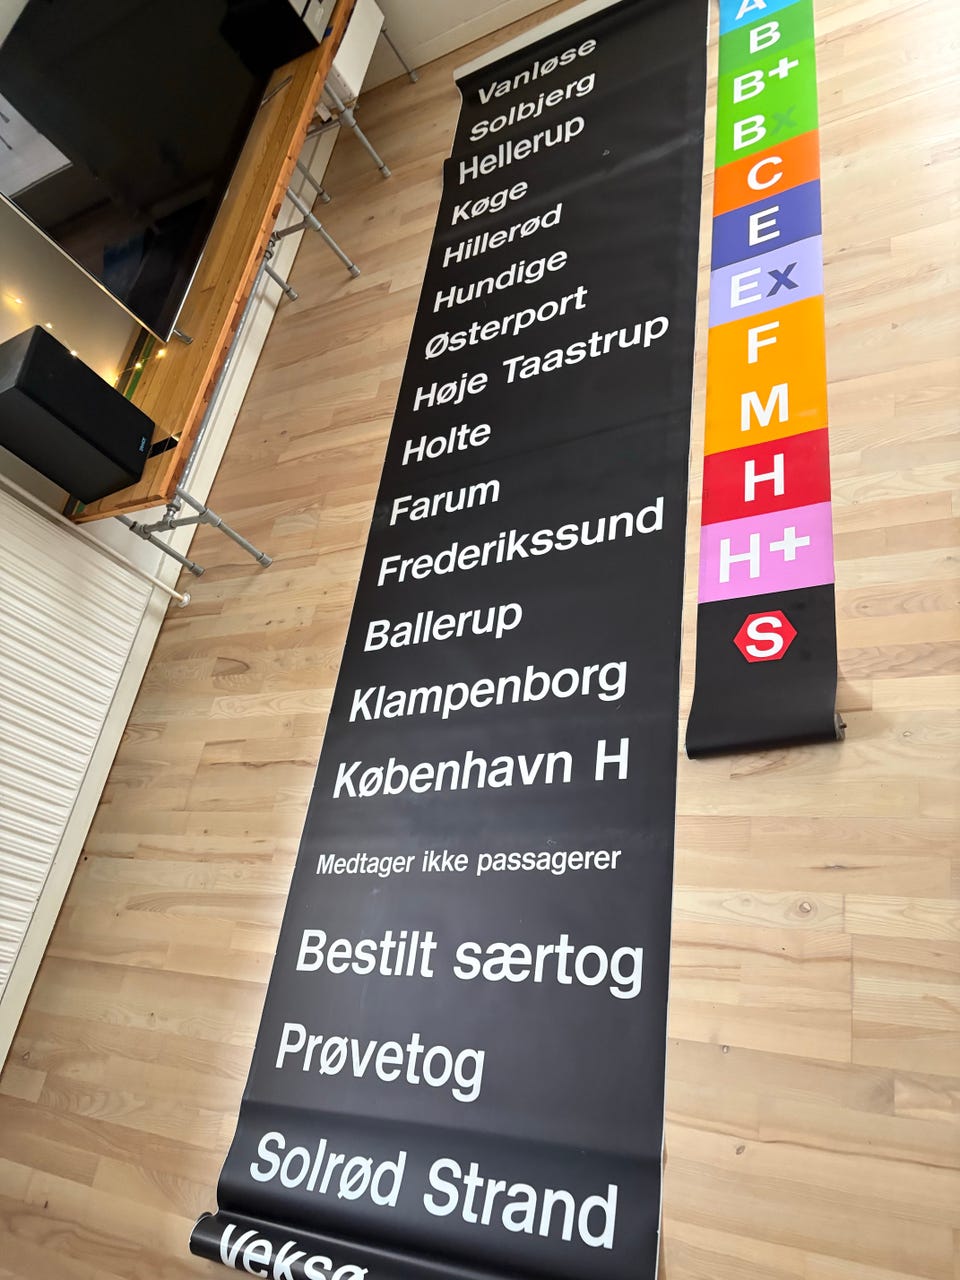 Vanløse
Solbjerg
Hellerup
Køge
Hillerød
Hundige
Østerport
Høje Taastrup
Holte
Farum
Frederikssund
Ballerup
Klampenborg
København H
Medtager ikke passagerer
Bestilt særtog
Prøvetog
Solrød Strand
Veksø
A
B
B+
Bx
C
E
Ex
F
M
H
H+
S